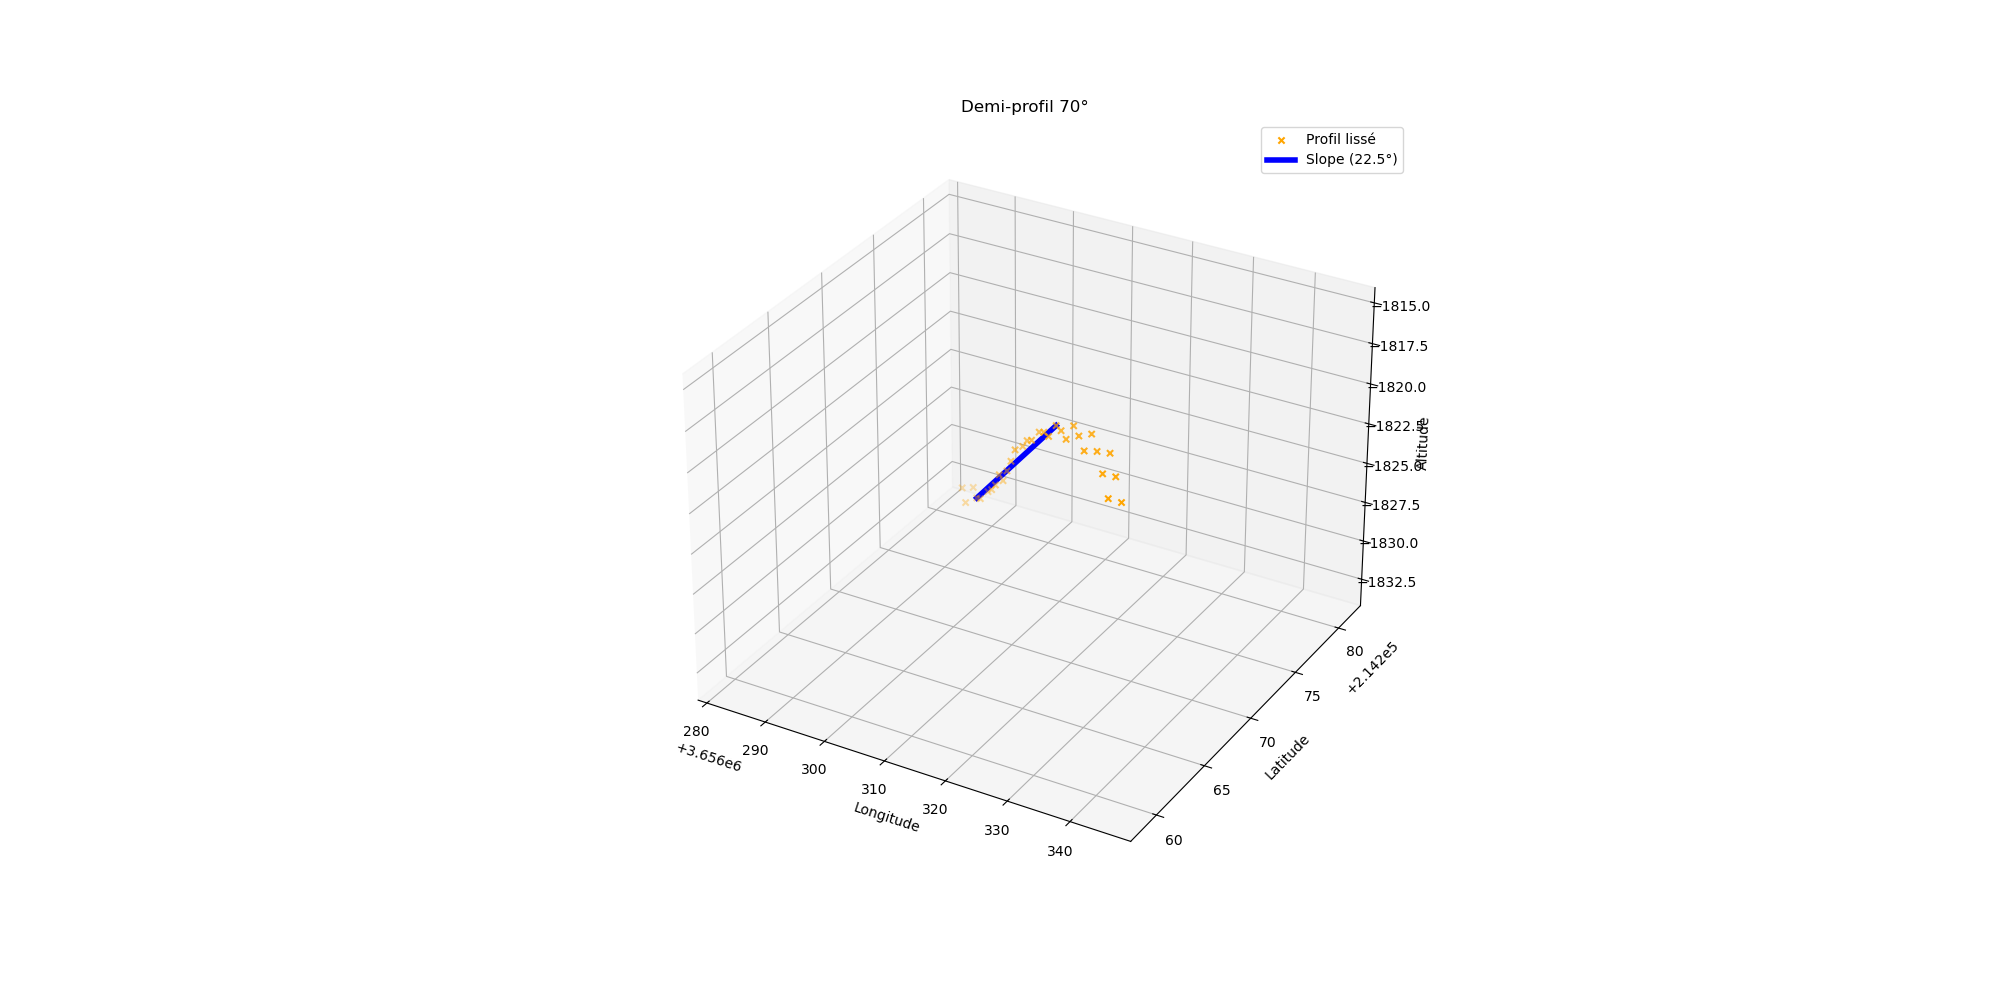 Demi-profil 70°
Profil lissé
Slope (22.5°)
−1815.0
−1817.5
−1820.0
−1822.5
−1825.0
−1827.5
−1830.0
−1832.5
Altitude
80
75
70
65
60
+2.142e5
Latitude
280
290
300
310
320
330
340
+3.656e6
Longitude